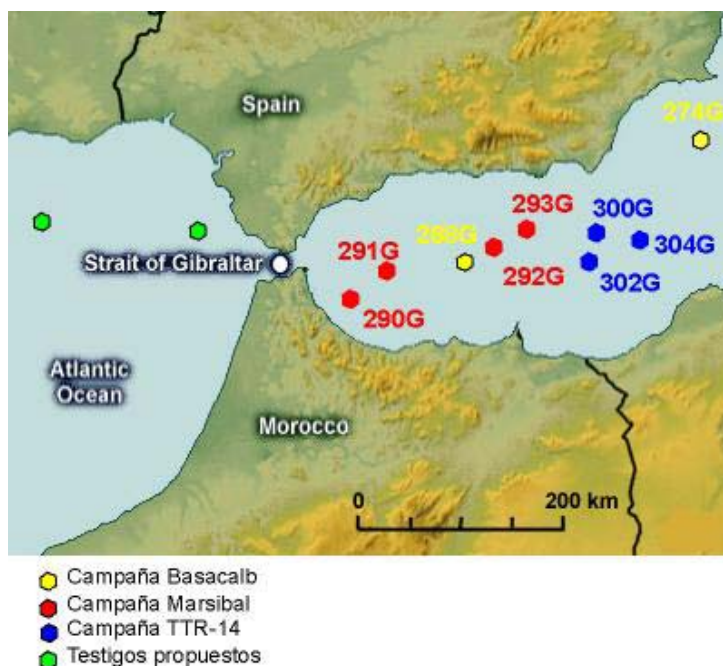 Spain
274G
293G
300G
291G
304G
Strait of Gibraltar
292G
302G
290G
Atlantic
Ocean
Morocco
0 200 km
Campaña Basacalb
Campaña Marsibal
Campaña TTR-14
Testigos propuestos